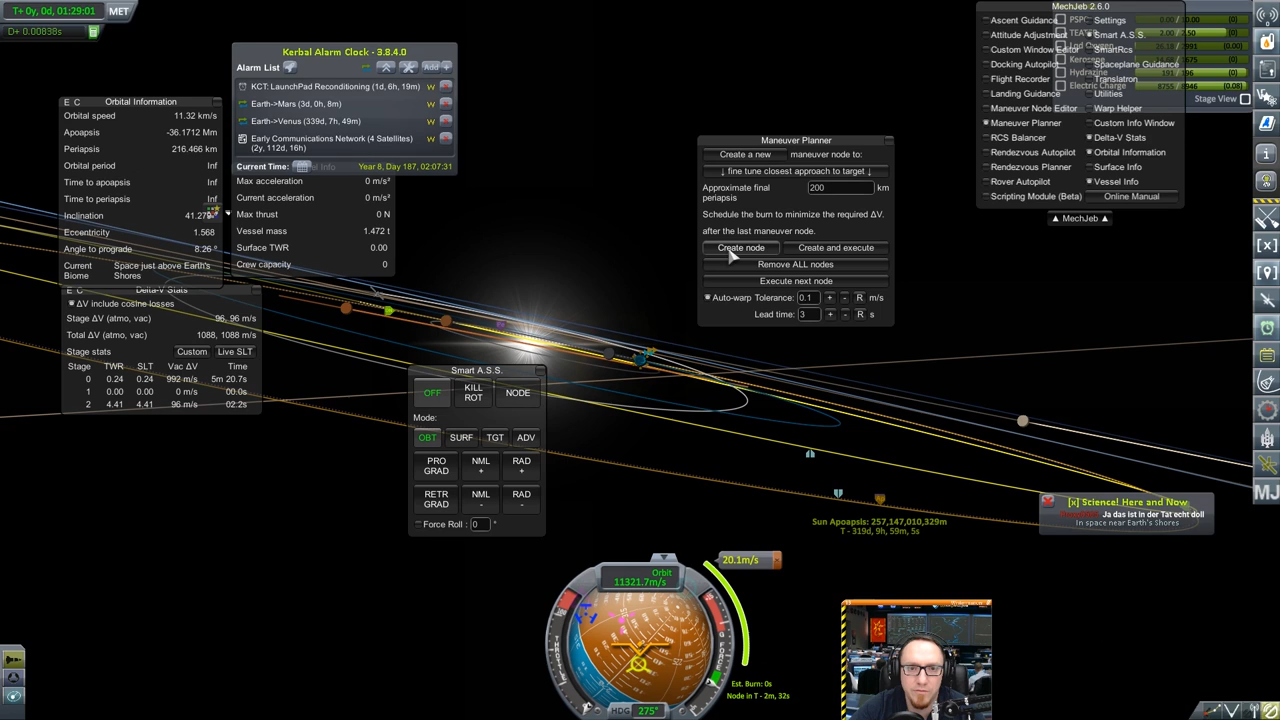 T+ 0y, 0d, 01:29:01 MET
D+ 0.00838s
Kerbal Alarm Clock - 3.8.4.0
Alarm List
Add
KCT: LaunchPad Reconditioning (1d, 6h, 19m)
W
Earth->Mars (3d, 0h, 8m)
W
Earth->Venus (339d, 7h, 49m)
W
Early Communications Network (4 Satellites)
(2y, 112d, 16h)
W
Current Time:
Year 8, Day 187, 02:07:31
Max acceleration 0 m/s²
Current acceleration 0 m/s²
Max thrust 0 N
Vessel mass 1.472 t
Surface TWR 0.00
Crew capacity 0
E C Orbital Information
Orbital speed 11.32 km/s
Apoapsis -36.1712 Mm
Periapsis 216.466 km
Orbital period Inf
Time to apoapsis Inf
Time to periapsis Inf
Inclination 41.279°
Eccentricity 1.568
Angle to prograde 8.26 °
Current Biome
Space just above Earth's Shores
E C Delta-V Stats
ΔV include cosine losses
Stage ΔV (atmo, vac) 96, 96 m/s
Total ΔV (atmo, vac) 1088, 1088 m/s
Stage stats Custom Live SLT
Stage TWR SLT Vac ΔV Time
0 0.24 0.24 992 m/s 5m 20.7s
1 0.00 0.00 0 m/s 00.0s
2 4.41 4.41 96 m/s 02.2s
Smart A.S.S.
OFF
KILL ROT
NODE
Mode:
OBT SURF TGT ADV
PRO GRAD
NML +
RAD +
RETR GRAD
NML -
RAD -
Force Roll : 0 °
Maneuver Planner
Create a new maneuver node to:
↓ fine tune closest approach to target ↓
Approximate final periapsis
200 km
Schedule the burn to minimize the required ΔV.
after the last maneuver node.
Create node Create and execute
Remove ALL nodes
Execute next node
Auto-warp Tolerance: 0.1 + - R m/s
Lead time: 3 + - R s
MechJeb 2.6.0
Ascent Guidance
Settings
Attitude Adjustment
Smart A.S.S.
Custom Window Editor
SmartRcs
Docking Autopilot
Spaceplane Guidance
Flight Recorder
Translatron
Landing Guidance
Utilities
Maneuver Node Editor
Warp Helper
Maneuver Planner
Custom Info Window
RCS Balancer
Delta-V Stats
Rendezvous Autopilot
Orbital Information
Rendezvous Planner
Surface Info
Rover Autopilot
Vessel Info
Scripting Module (Beta)
Online Manual
▲ MechJeb ▲
Kerosene
Hydrazine
Electric Charge
Stage View
[x] Science! Here and Now
Ja das ist in der Tat echt doll
In space near Earth's Shores
Sun Apoapsis: 257,147,010,329m
T - 319d, 9h, 59m, 5s
20.1m/s
Orbit
11321.7m/s
Est. Burn: 0s
Node in T - 2m, 32s
HDG 275°
MJ